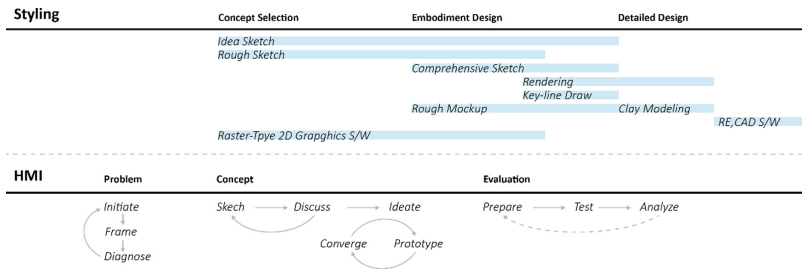 Styling Concept Selection Embodiment Design Detailed Design
Idea Sketch
Rough Sketch
Comprehensive Sketch
Rendering
Key-line Draw
Rough Mockup Clay Modeling
RE,CAD S/W
Raster-Tpye 2D Grapghics S/W
HMI Problem Concept Evaluation
Initiate Skech Discuss Ideate Prepare Test Analyze
Frame
Converge Prototype
Diagnose